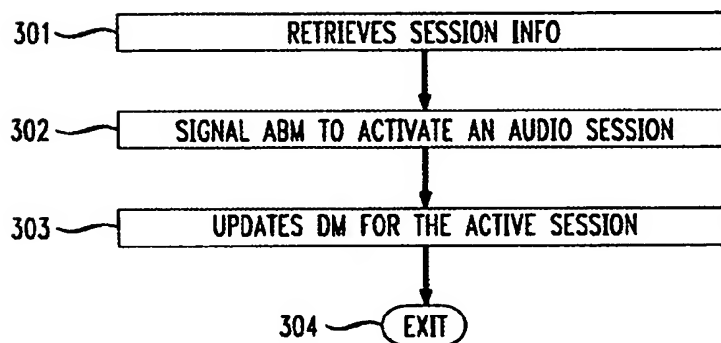 301 RETRIEVES SESSION INFO
302 SIGNAL ABM TO ACTIVATE AN AUDIO SESSION
303 UPDATES DM FOR THE ACTIVE SESSION
304 EXIT